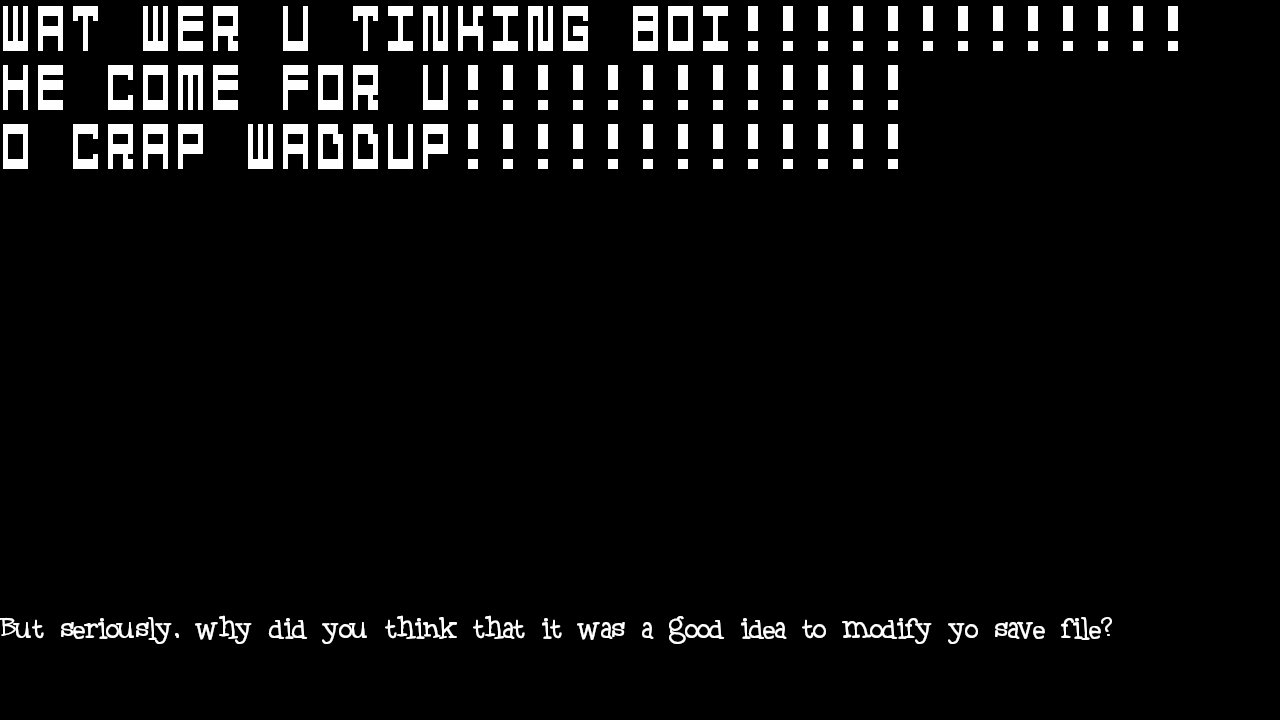 WAT WER U TINKING BOI!!!!!!!!!!!!!
HE COME FOR U!!!!!!!!!!!!!
O CRAP WADDUP!!!!!!!!!!!!!
But seriously, why did you think that it was a good idea to modify yo save file?